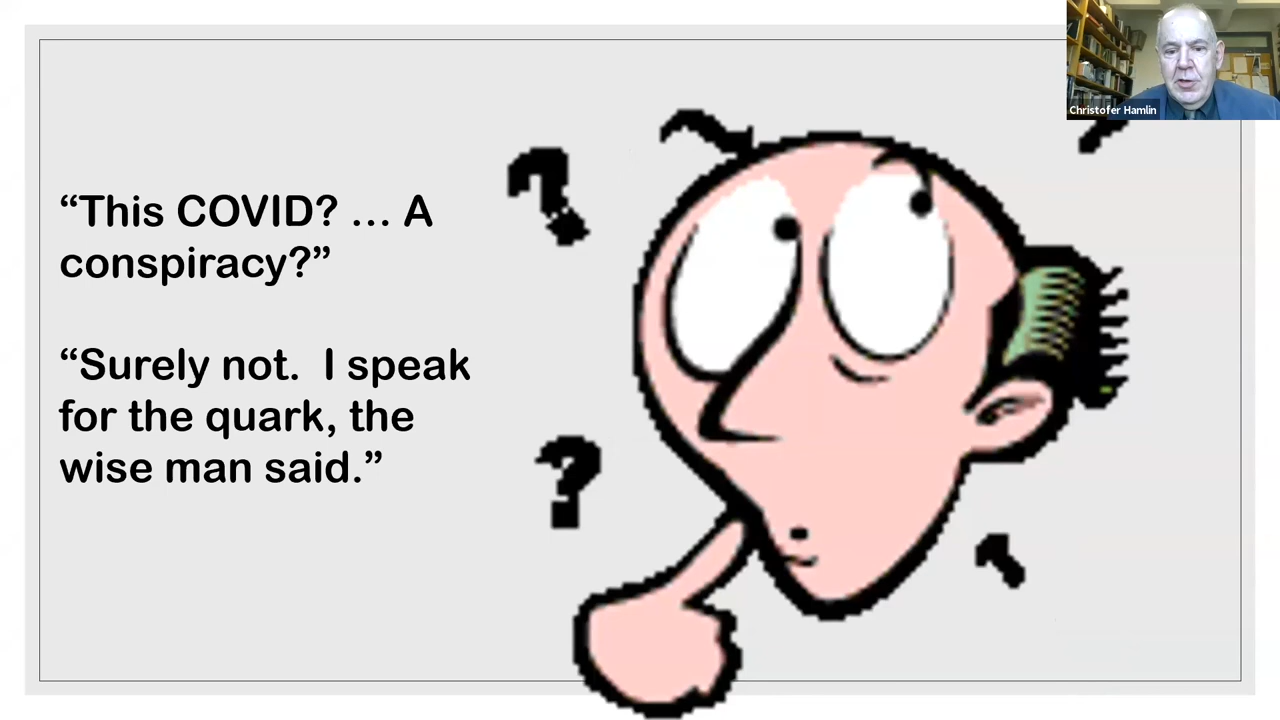 “This COVID? … A
conspiracy?”
“Surely not.  I speak
for the quark, the
wise man said.”
Christofer Hamlin